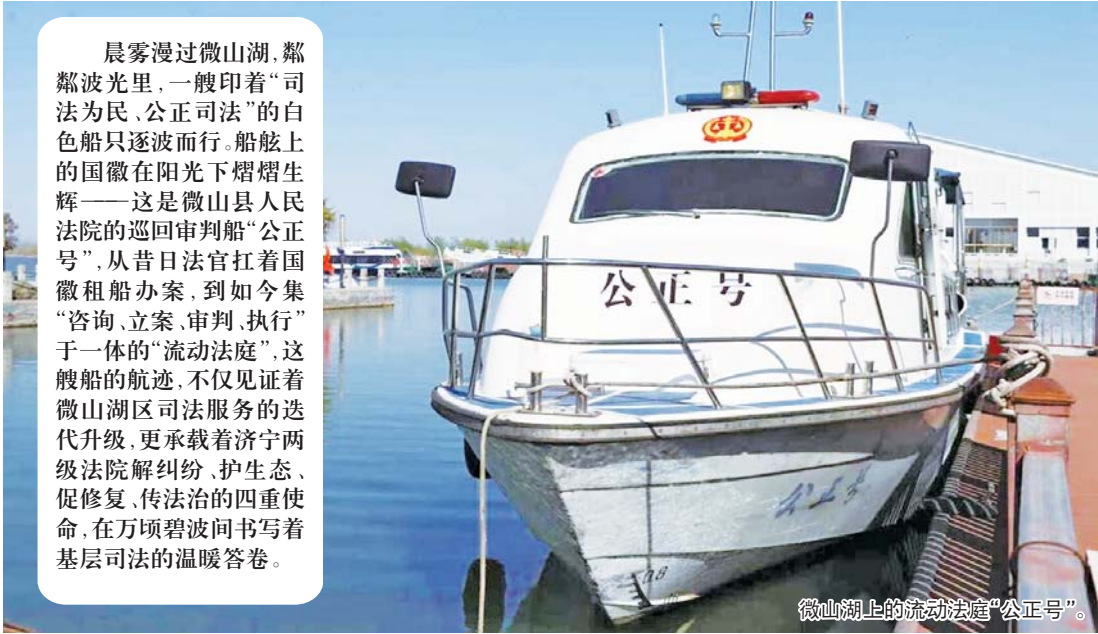 晨雾漫过微山湖，粼
粼波光里，一艘印着“司
法为民、公正司法”的白
色船只逐波而行。船舷上
的国徽在阳光下熠熠生
辉——这是微山县人民
法院的巡回审判船“公正
号”，从昔日法官扛着国
徽租船办案，到如今集
“咨询、立案、审判、执行”
于一体的“流动法庭”，这
艘船的航迹，不仅见证着
微山湖区司法服务的迭
代升级，更承载着济宁两
级法院解纠纷、护生态、
促修复、传法治的四重使
命，在万顷碧波间书写着
基层司法的温暖答卷。
公正号
公正号
0.8
微山湖上的流动法庭“公正号”。